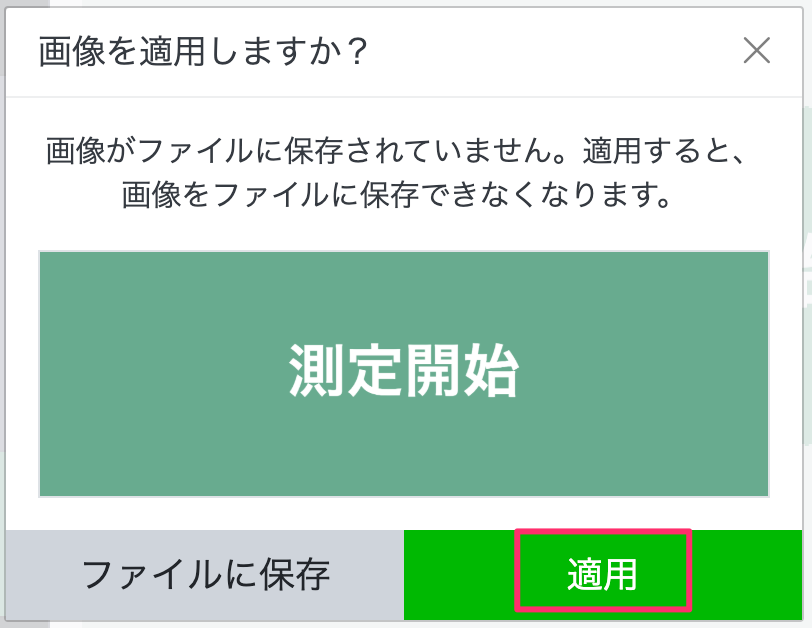 画像を適用しますか？
画像がファイルに保存されていません。適用すると、
画像をファイルに保存できなくなります。
測定開始
ファイルに保存
適用